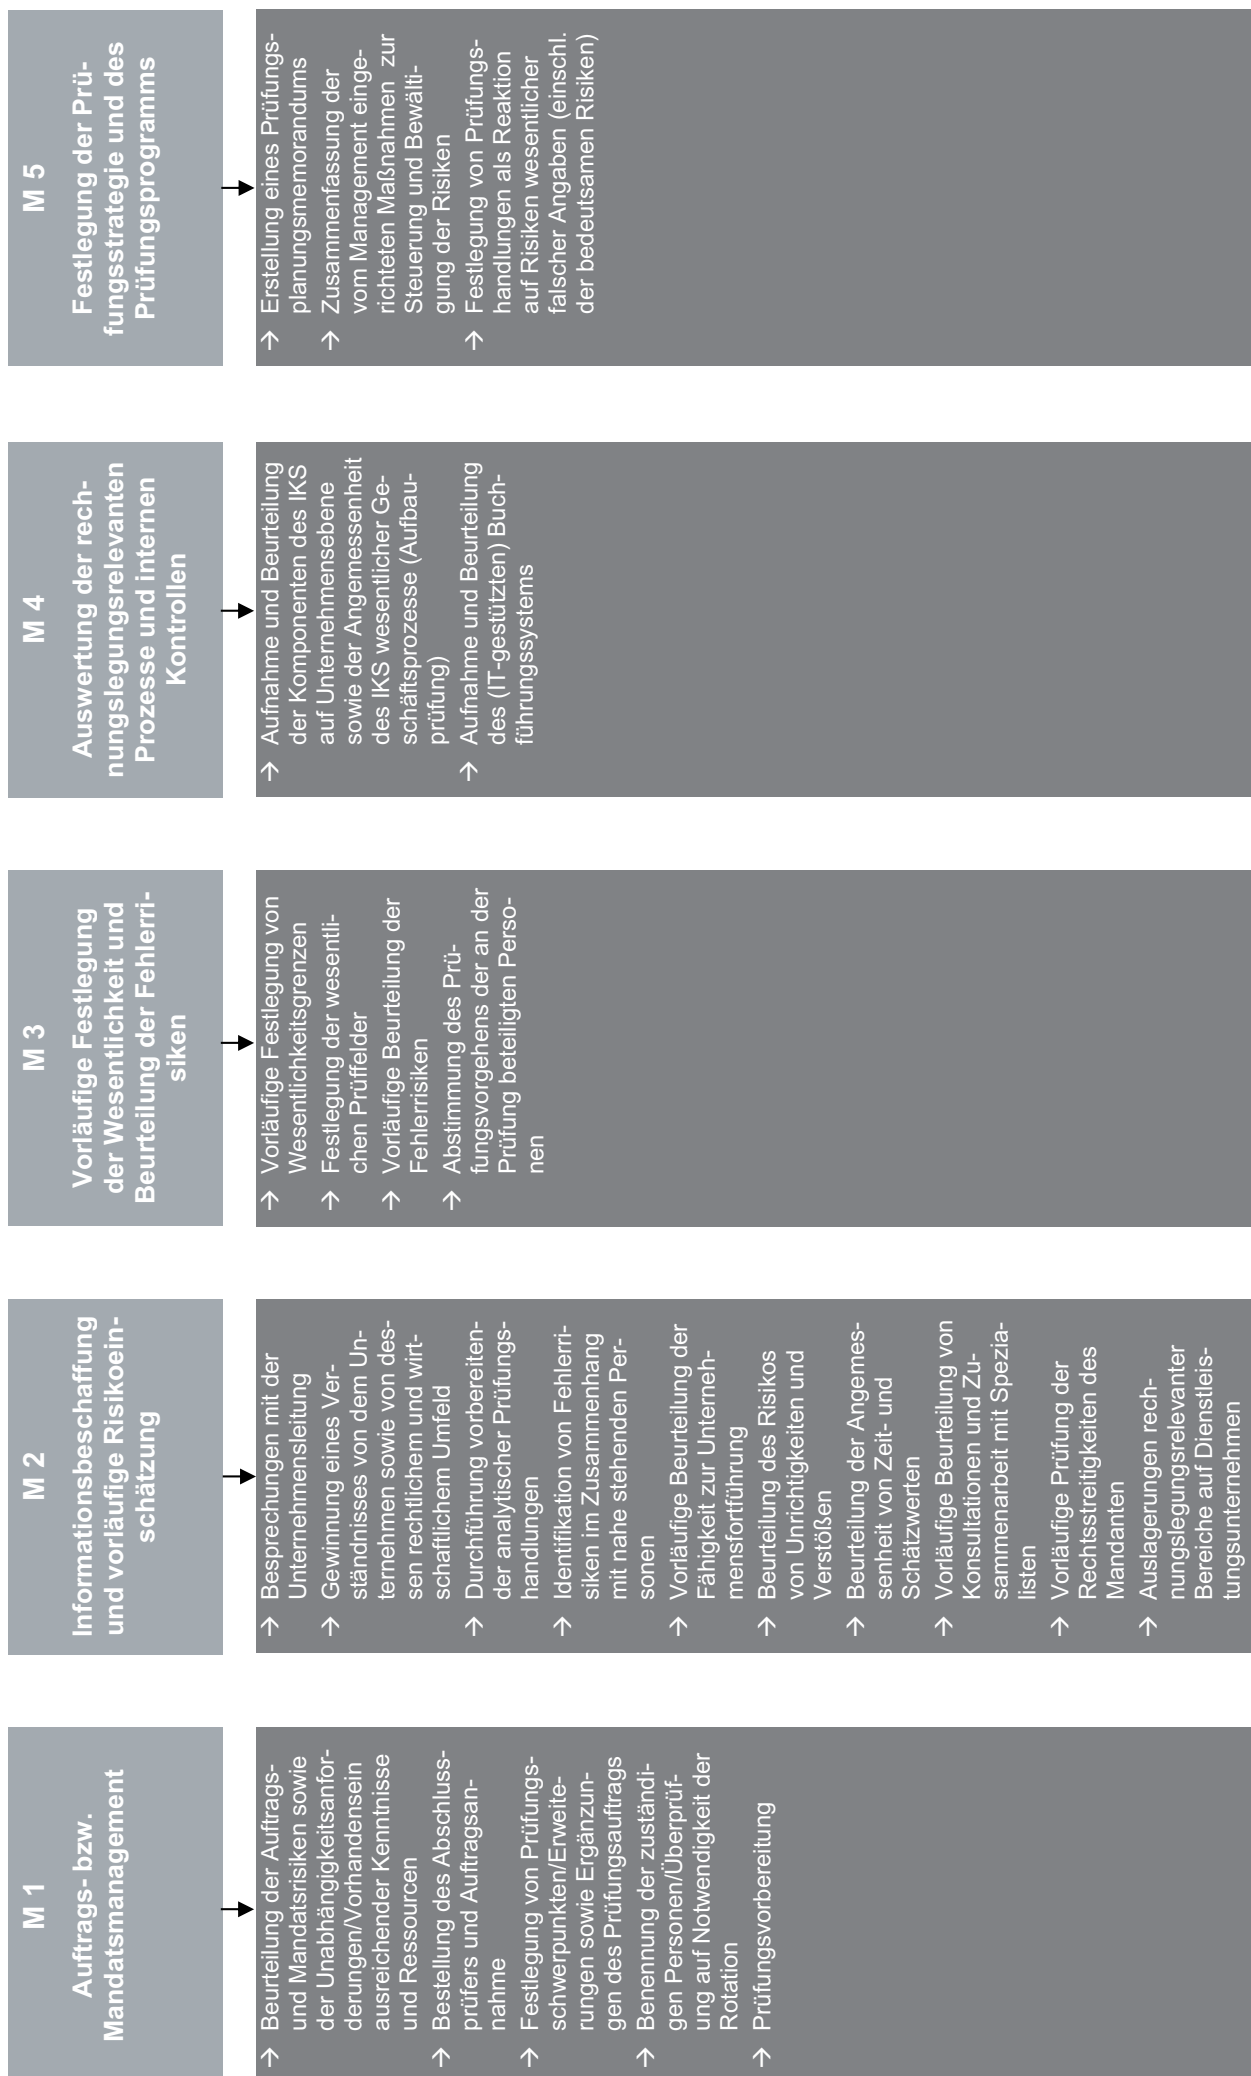 M 1
Auftrags- bzw.
Mandatsmanagement
→ Beurteilung der Auftrags-
und Mandatsrisiken sowie
der Unabhängigkeitsanfor-
derungen/Vorhandensein
ausreichender Kenntnisse
und Ressourcen
→ Bestellung des Abschluss-
prüfers und Auftragsan-
nahme
→ Festlegung von Prüfungs-
schwerpunkten/Erweite-
rungen sowie Ergänzun-
gen des Prüfungsauftrags
→ Benennung der zuständi-
gen Personen/Überprüf-
ung auf Notwendigkeit der
Rotation
→ Prüfungsvorbereitung
M 2
Informationsbeschaffung
und vorläufige Risikoein-
schätzung
→ Besprechungen mit der
Unternehmensleitung
→ Gewinnung eines Ver-
ständnisses von dem Un-
ternehmen sowie von des-
sen rechtlichem und wirt-
schaftlichem Umfeld
→ Durchführung vorbereiten-
der analytischer Prüfungs-
handlungen
→ Identifikation von Fehlerri-
siken im Zusammenhang
mit nahe stehenden Per-
sonen
→ Vorläufige Beurteilung der
Fähigkeit zur Unterneh-
mensfortführung
→ Beurteilung des Risikos
von Unrichtigkeiten und
Verstößen
→ Beurteilung der Angemes-
senheit von Zeit- und
Schätzwerten
→ Vorläufige Beurteilung von
Konsultationen und Zu-
sammenarbeit mit Spezia-
listen
→ Vorläufige Prüfung der
Rechtsstreitigkeiten des
Mandanten
→ Auslagerungen rech-
nungslegungsrelevanter
Bereiche auf Dienstleis-
tungsunternehmen
M 3
Vorläufige Festlegung
der Wesentlichkeit und
Beurteilung der Fehlerri-
siken
→ Vorläufige Festlegung von
Wesentlichkeitsgrenzen
→ Festlegung der wesentli-
chen Prüffelder
→ Vorläufige Beurteilung der
Fehlerrisiken
→ Abstimmung des Prü-
fungsvorgehens der an der
Prüfung beteiligten Perso-
nen
M 4
Auswertung der rech-
nungslegungsrelevanten
Prozesse und internen
Kontrollen
→ Aufnahme und Beurteilung
der Komponenten des IKS
auf Unternehmensebene
sowie der Angemessenheit
des IKS wesentlicher Ge-
schäftsprozesse (Aufbau-
prüfung)
→ Aufnahme und Beurteilung
des (IT-gestützten) Buch-
führungssystems
M 5
Festlegung der Prü-
fungsstrategie und des
Prüfungsprogramms
→ Erstellung eines Prüfungs-
planungsmemorandums
→ Zusammenfassung der
vom Management einge-
richteten Maßnahmen zur
Steuerung und Bewälti-
gung der Risiken
→ Festlegung von Prüfungs-
handlungen als Reaktion
auf Risiken wesentlicher
falscher Angaben (einschl.
der bedeutsamen Risiken)